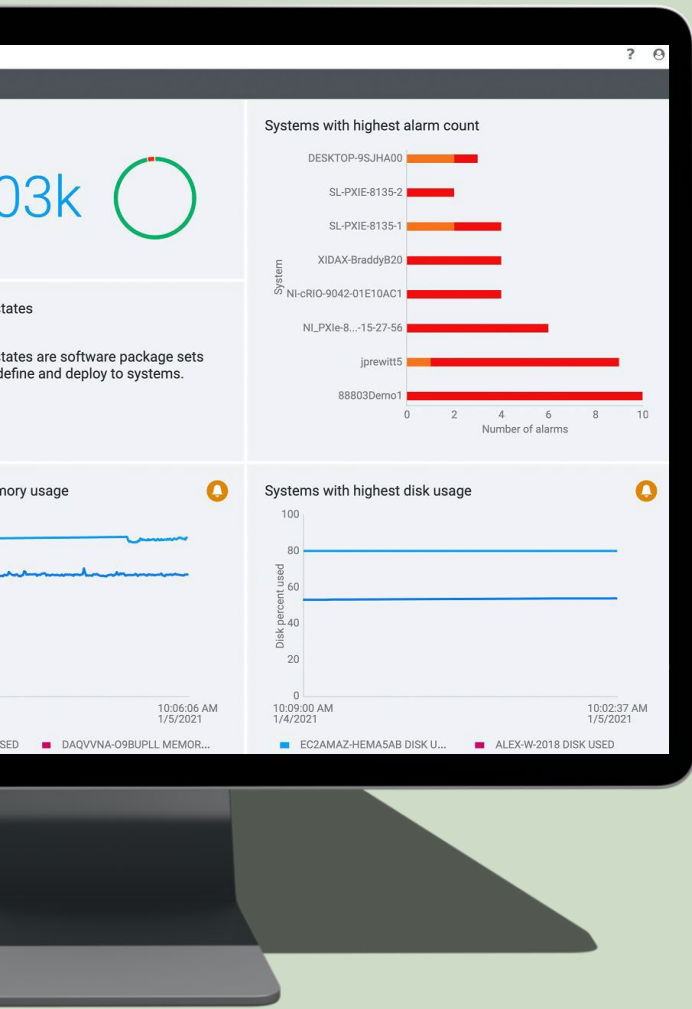 ?
03k
Systems with highest alarm count
DESKTOP-9SJHA00
SL-PXIE-8135-2
SL-PXIE-8135-1
XIDAX-BraddyB20
NI-cRIO-9042-01E10AC1
NI_PXIe-8...-15-27-56
jprewitt5
88803Demo1
System
0 2 4 6 8 10
Number of alarms
tates
tates are software package sets
define and deploy to systems.
mory usage
10:06:06 AM
1/5/2021
SED DAQVVNA-O9BUPLL MEMOR...
Systems with highest disk usage
100
80
60
40
20
0
Disk percent used
10:09:00 AM 10:02:37 AM
1/4/2021 1/5/2021
EC2AMAZ-HEMA5AB DISK U... ALEX-W-2018 DISK USED